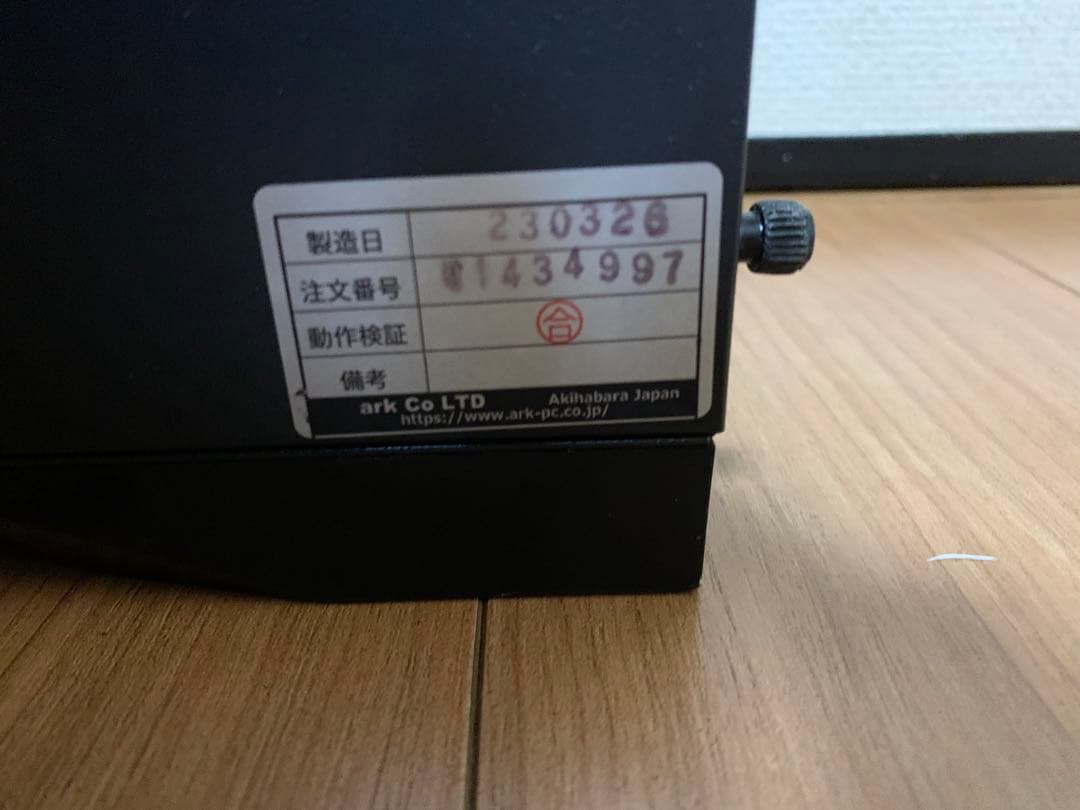 製造日 230326
注文番号 1434997
動作検証 合
備考
ark Co LTD Akihabara Japan
https://www.ark-pc.co.jp/